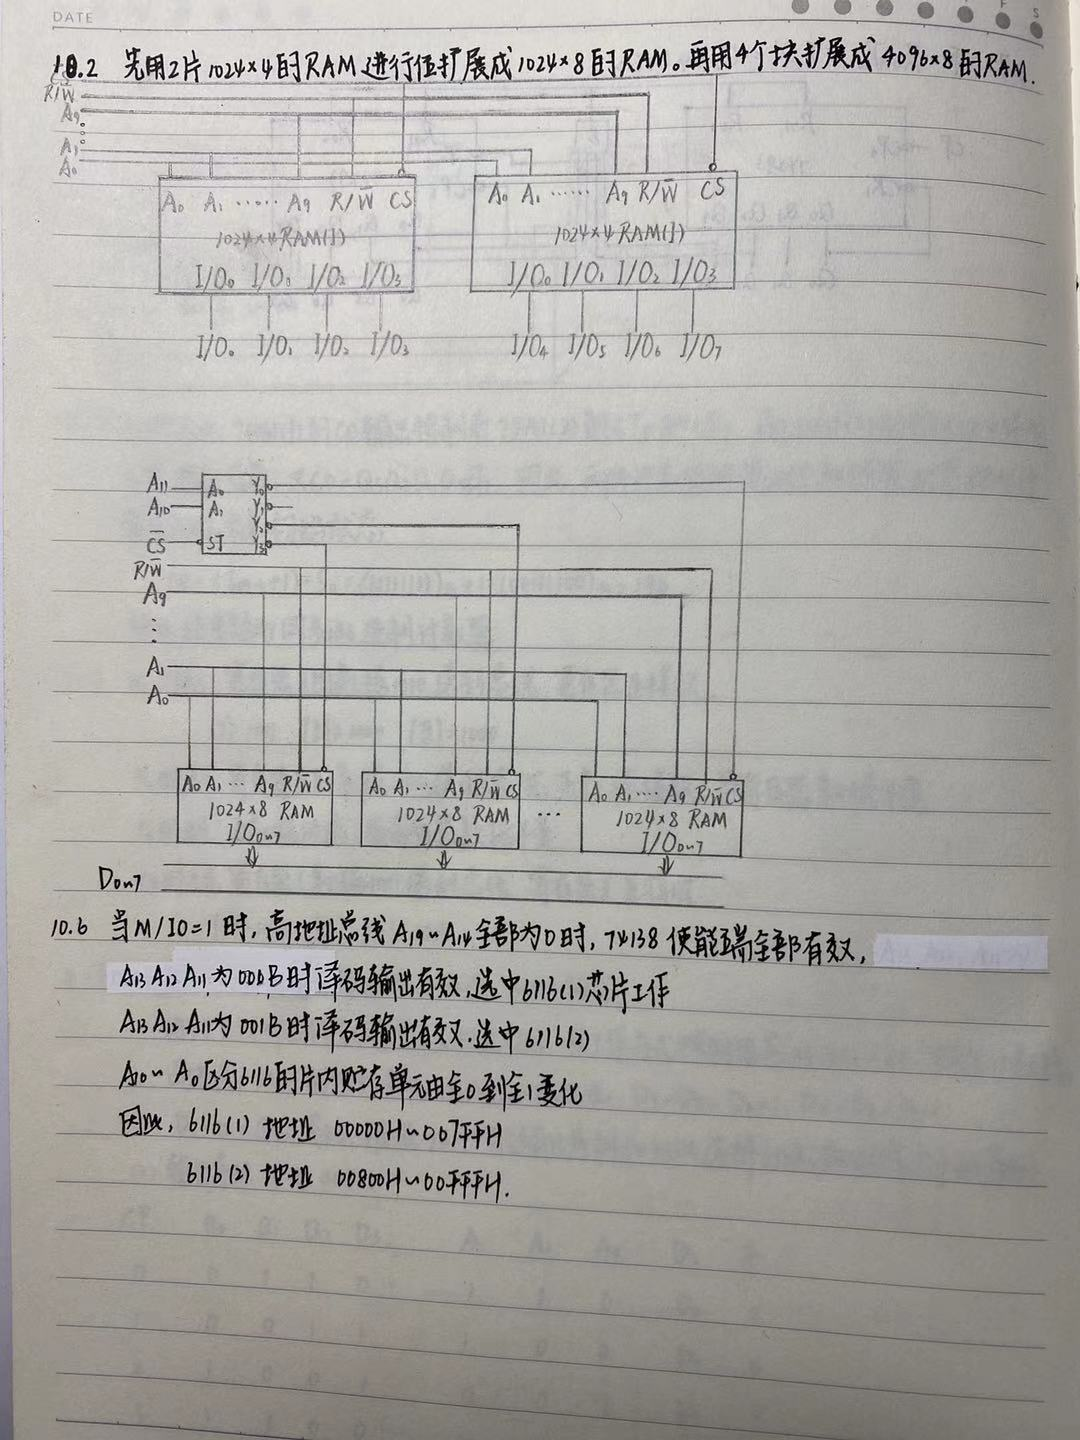 DATE
F S
10.2 先用2片1024×4的RAM进行位扩展成1024×8的RAM。再用4个块扩展成4096×8的RAM.
R/W̅
A₉
A₁
A₀
A₀ A₁ ······ A₉ R/W̅ CS
A₀ A₁ ······ A₉ R/W̅ CS
1024×4RAM(1)
1024×4RAM(1)
I/O₀ I/O₁ I/O₂ I/O₃
I/O₀ I/O₁ I/O₂ I/O₃
I/O₀ I/O₁ I/O₂ I/O₃
I/O₄ I/O₅ I/O₆ I/O₇
A₁₁ A₀ Y₀
A₁₀ A₁ Y₁
Y₂
C̅S̅ ST Y₃
R/W̅
A₉
⋮
A₁
A₀
A₀ A₁ ··· A₉ R/W̅ CS
A₀ A₁ ··· A₉ R/W̅ CS
A₀ A₁ ··· A₉ R/W̅ CS
1024×8 RAM
1024×8 RAM
···
1024×8 RAM
I/O0~7
I/O0~7
I/O0~7
D0~7
10.6 当M/IO=1时,高地址总线A₁₉~A₁₄全部为0时,74138使能端全部有效,
A₁₃ A₁₂ A₁₁为000B时译码输出有效,选中6116(1)芯片工作
A₁₃ A₁₂ A₁₁为001B时译码输出有效.选中6116(2)
A₁₀~A₀区分6116的片内贮存单元由全0到全1变化
因此, 6116(1) 地址 00000H~007FFH
6116(2) 地址 00800H~00FFFH.